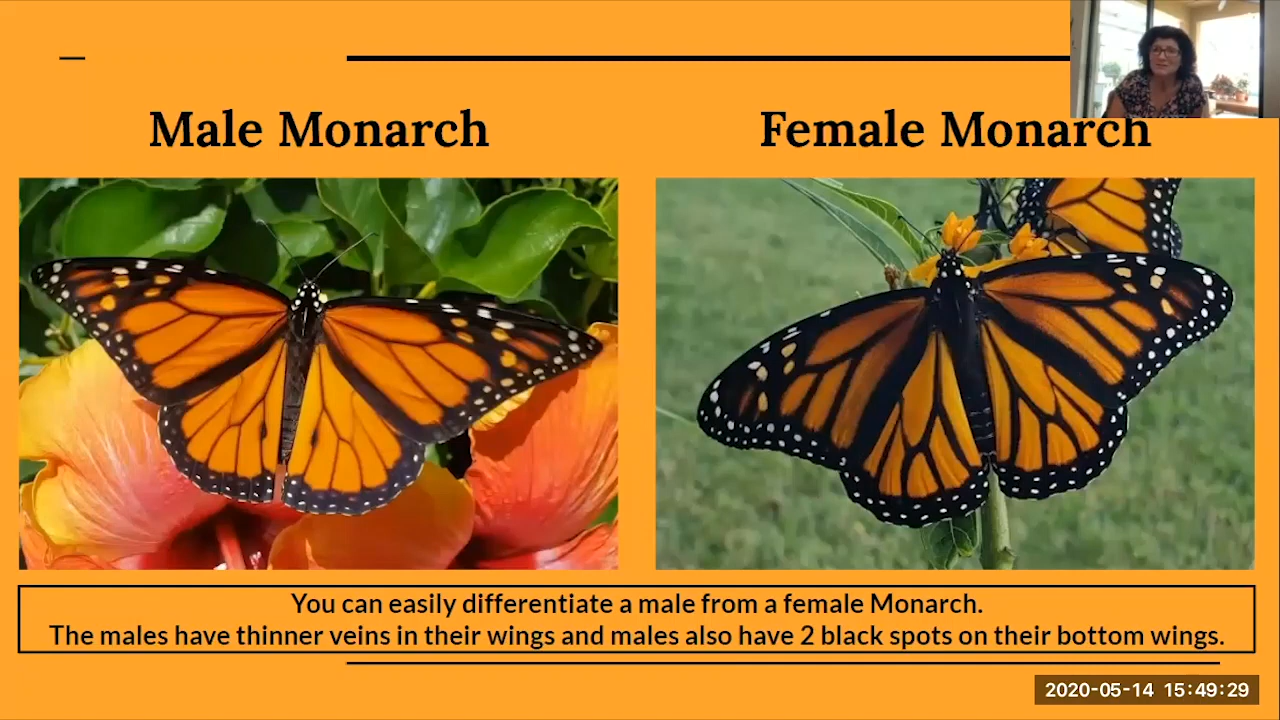 Male Monarch
Female Monarch
You can easily differentiate a male from a female Monarch.
The males have thinner veins in their wings and males also have 2 black spots on their bottom wings.
2020-05-14 15:49:29